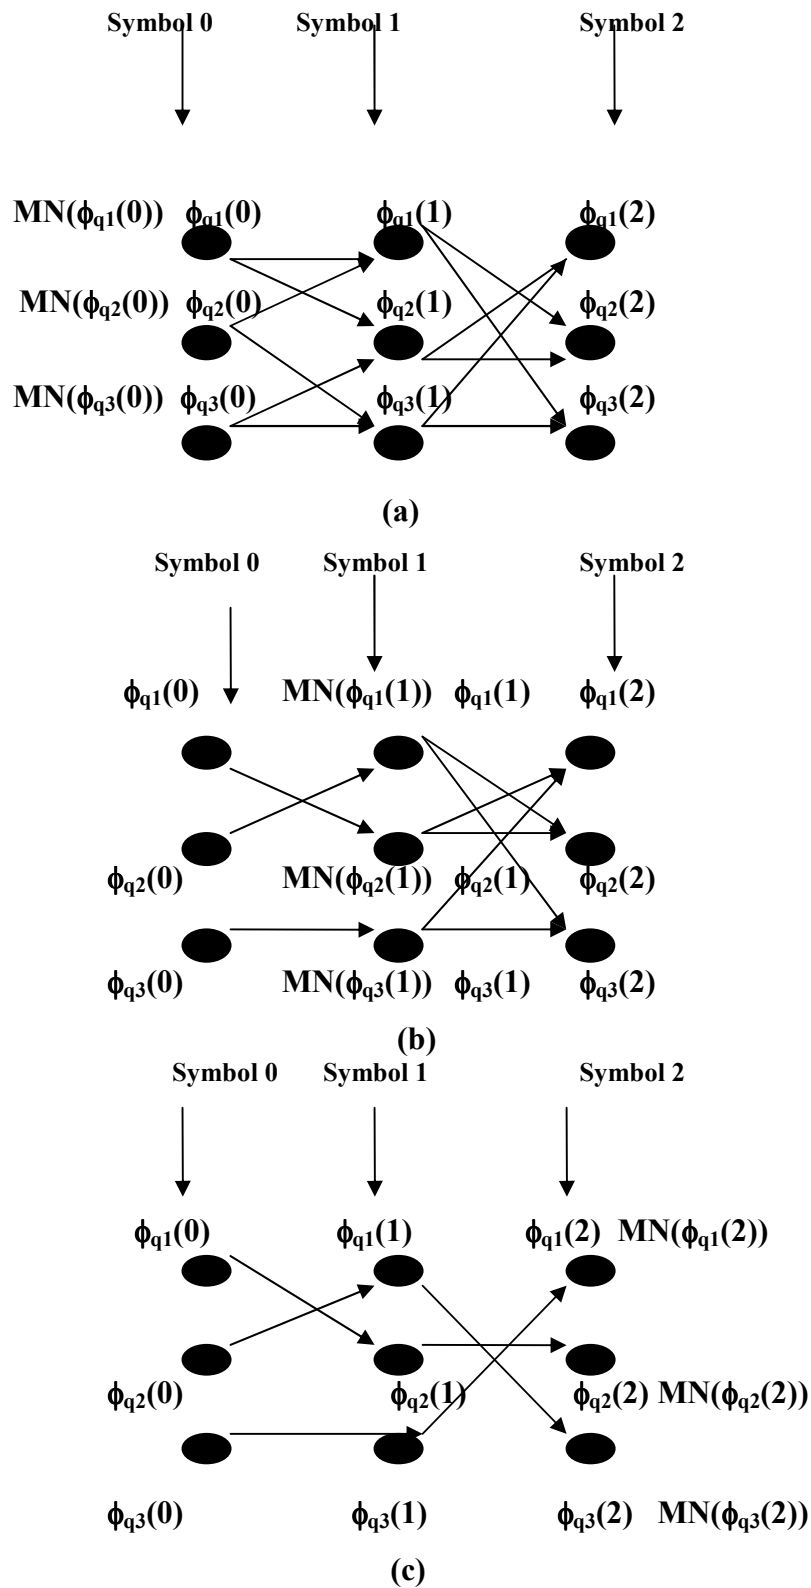 Symbol 0 Symbol 1 Symbol 2
MN(ϕq1(0)) ϕq1(0) ϕq1(1) ϕq1(2)
MN(ϕq2(0)) ϕq2(0) ϕq2(1) ϕq2(2)
MN(ϕq3(0)) ϕq3(0) ϕq3(1) ϕq3(2)
(a)
Symbol 0 Symbol 1 Symbol 2
ϕq1(0) MN(ϕq1(1)) ϕq1(1) ϕq1(2)
ϕq2(0) MN(ϕq2(1)) ϕq2(1) ϕq2(2)
ϕq3(0) MN(ϕq3(1)) ϕq3(1) ϕq3(2)
(b)
Symbol 0 Symbol 1 Symbol 2
ϕq1(0) ϕq1(1) ϕq1(2) MN(ϕq1(2))
ϕq2(0) ϕq2(1) ϕq2(2) MN(ϕq2(2))
ϕq3(0) ϕq3(1) ϕq3(2) MN(ϕq3(2))
(c)